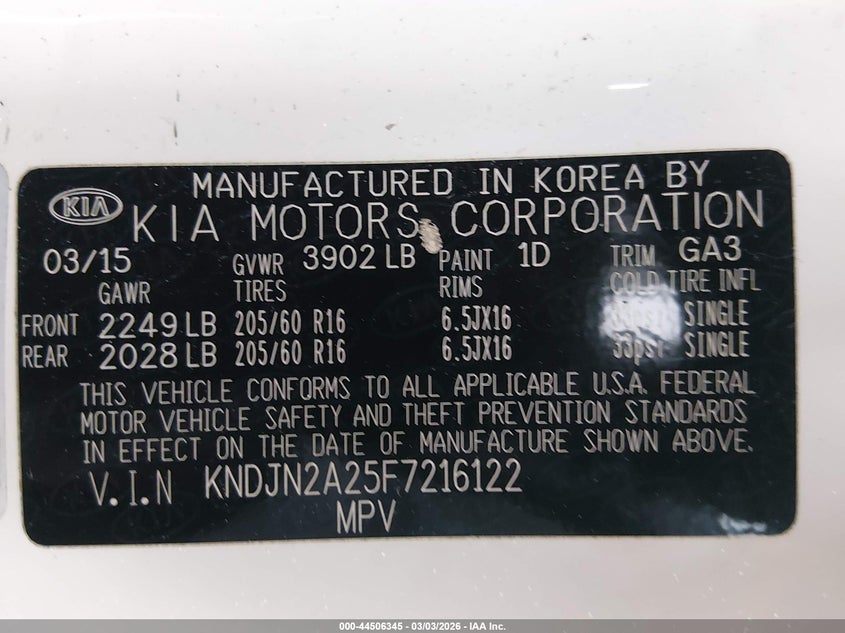 MANUFACTURED IN KOREA BY
KIA KIA MOTORS CORPORATION
03/15 GVWR 3902 LB PAINT 1D TRIM GA3
GAWR TIRES RIMS COLD TIRE INFL
FRONT 2249 LB 205/60 R16 6.5JX16 SINGLE
REAR 2028 LB 205/60 R16 6.5JX16 33psi SINGLE
THIS VEHICLE CONFORMS TO ALL APPLICABLE U.S.A. FEDERAL
MOTOR VEHICLE SAFETY AND THEFT PREVENTION STANDARDS
IN EFFECT ON THE DATE OF MANUFACTURE SHOWN ABOVE.
V.I.N KNDJN2A25F7216122
MPV
000-44506345 - 03/03/2026 - IAA Inc.